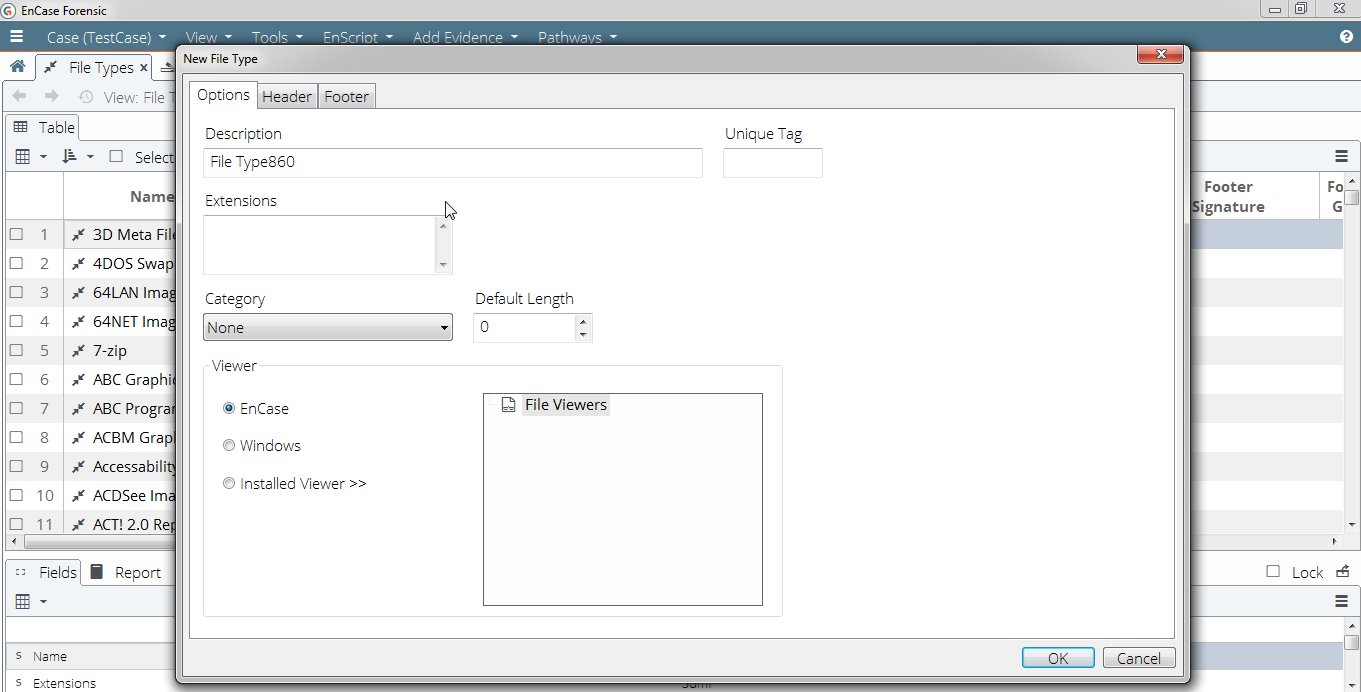 EnCase Forensic
Case (TestCase) View Tools EnScript Add Evidence Pathways
File Types
View: File T
Table
Select
Name
Footer Signature
Fo
G
1 3D Meta File
2 4DOS Swap
3 64LAN Imag
4 64NET Imag
5 7-zip
6 ABC Graphic
7 ABC Program
8 ACBM Graph
9 Accessability
10 ACDSee Ima
11 ACT! 2.0 Rep
Fields Report
Lock
S Name
S Extensions
New File Type
Options Header Footer
Description Unique Tag
File Type860
Extensions
Category Default Length
None 0
Viewer
EnCase
Windows
Installed Viewer >>
File Viewers
OK Cancel